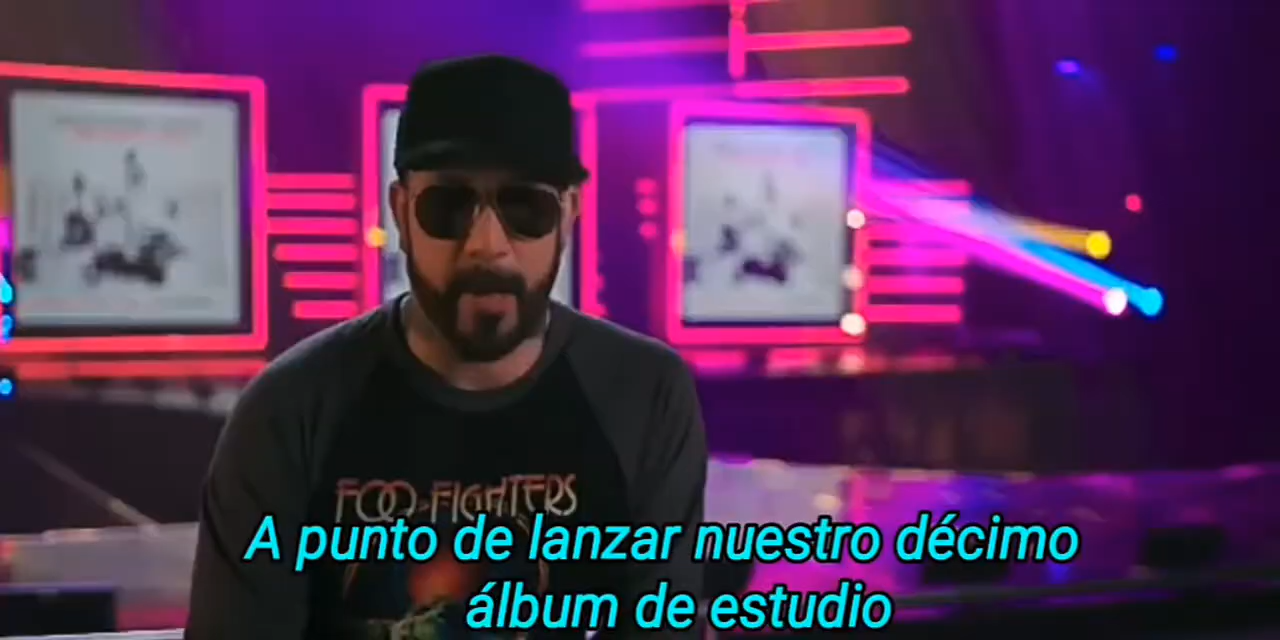 FOO FIGHTERS
A punto de lanzar nuestro décimo
álbum de estudio